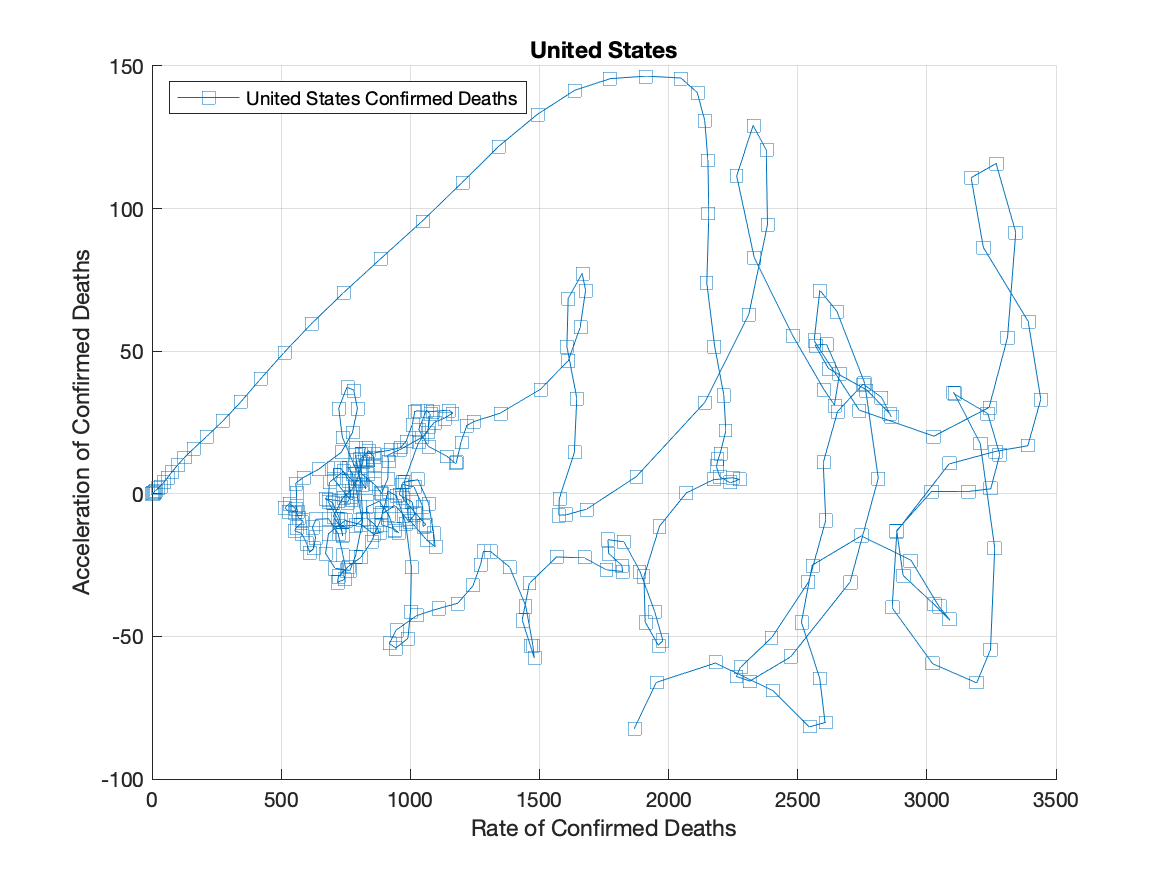 United States
United States Confirmed Deaths
150
100
50
0
-50
-100
Acceleration of Confirmed Deaths
0 500 1000 1500 2000 2500 3000 3500
Rate of Confirmed Deaths